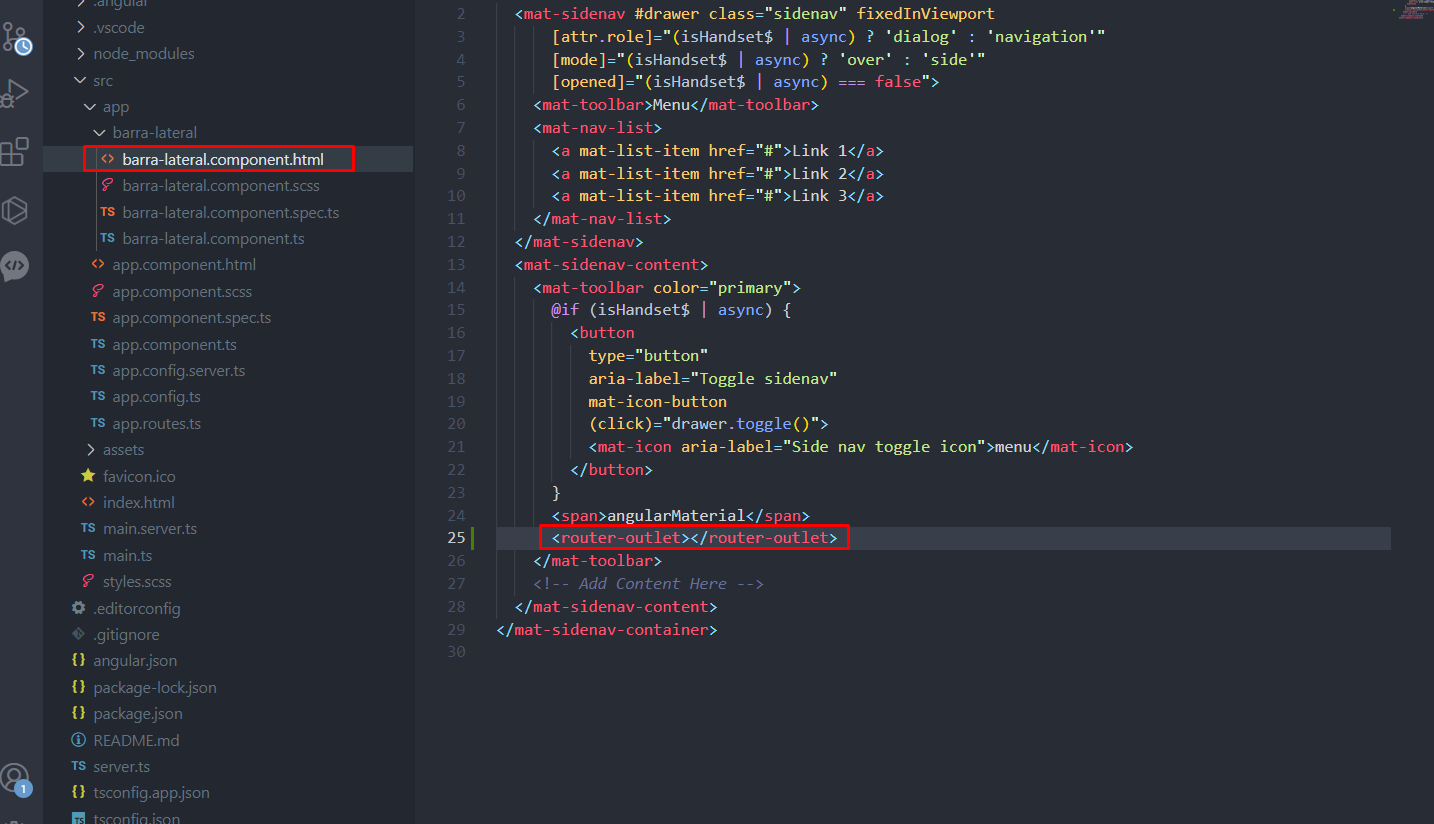 .angular
.vscode
node_modules
src
app
barra-lateral
barra-lateral.component.html
barra-lateral.component.scss
TS barra-lateral.component.spec.ts
TS barra-lateral.component.ts
app.component.html
app.component.scss
TS app.component.spec.ts
TS app.component.ts
TS app.config.server.ts
TS app.config.ts
TS app.routes.ts
assets
favicon.ico
index.html
TS main.server.ts
TS main.ts
styles.scss
.editorconfig
.gitignore
{} angular.json
{} package-lock.json
{} package.json
README.md
TS server.ts
{} tsconfig.app.json
TS tsconfig.json
1
2 <mat-sidenav #drawer class="sidenav" fixedInViewport
3 [attr.role]="(isHandset$ | async) ? 'dialog' : 'navigation'"
4 [mode]="(isHandset$ | async) ? 'over' : 'side'"
5 [opened]="(isHandset$ | async) === false">
6 <mat-toolbar>Menu</mat-toolbar>
7 <mat-nav-list>
8 <a mat-list-item href="#">Link 1</a>
9 <a mat-list-item href="#">Link 2</a>
10 <a mat-list-item href="#">Link 3</a>
11 </mat-nav-list>
12 </mat-sidenav>
13 <mat-sidenav-content>
14 <mat-toolbar color="primary">
15 @if (isHandset$ | async) {
16 <button
17 type="button"
18 aria-label="Toggle sidenav"
19 mat-icon-button
20 (click)="drawer.toggle()">
21 <mat-icon aria-label="Side nav toggle icon">menu</mat-icon>
22 </button>
23 }
24 <span>angularMaterial</span>
25 <router-outlet></router-outlet>
26 </mat-toolbar>
27 <!-- Add Content Here -->
28 </mat-sidenav-content>
29 </mat-sidenav-container>
30